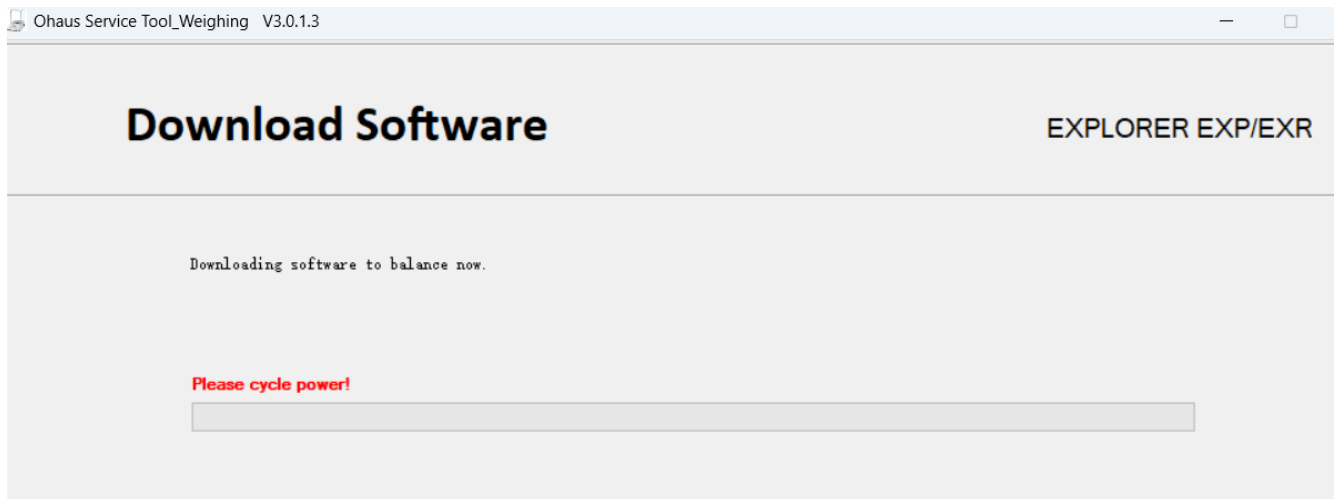 Ohaus Service Tool_Weighing V3.0.1.3
Download Software
EXPLORER EXP/EXR
Downloading software to balance now.
Please cycle power!